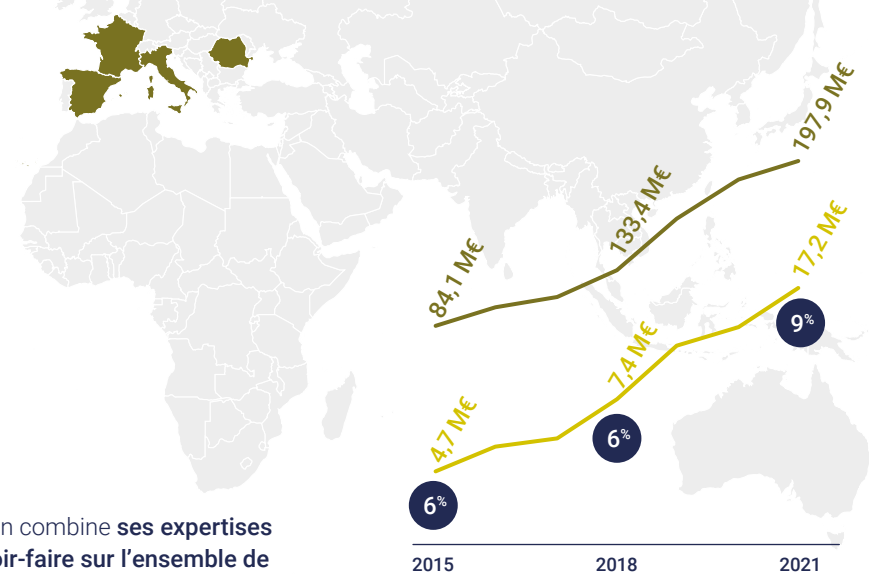 197,9 M€
133,4 M€
84,1 M€
17,2 M€
9%
7,4 M€
6%
4,7 M€
6%
n combine ses expertises
ir-faire sur l'ensemble de
2015 2018 2021